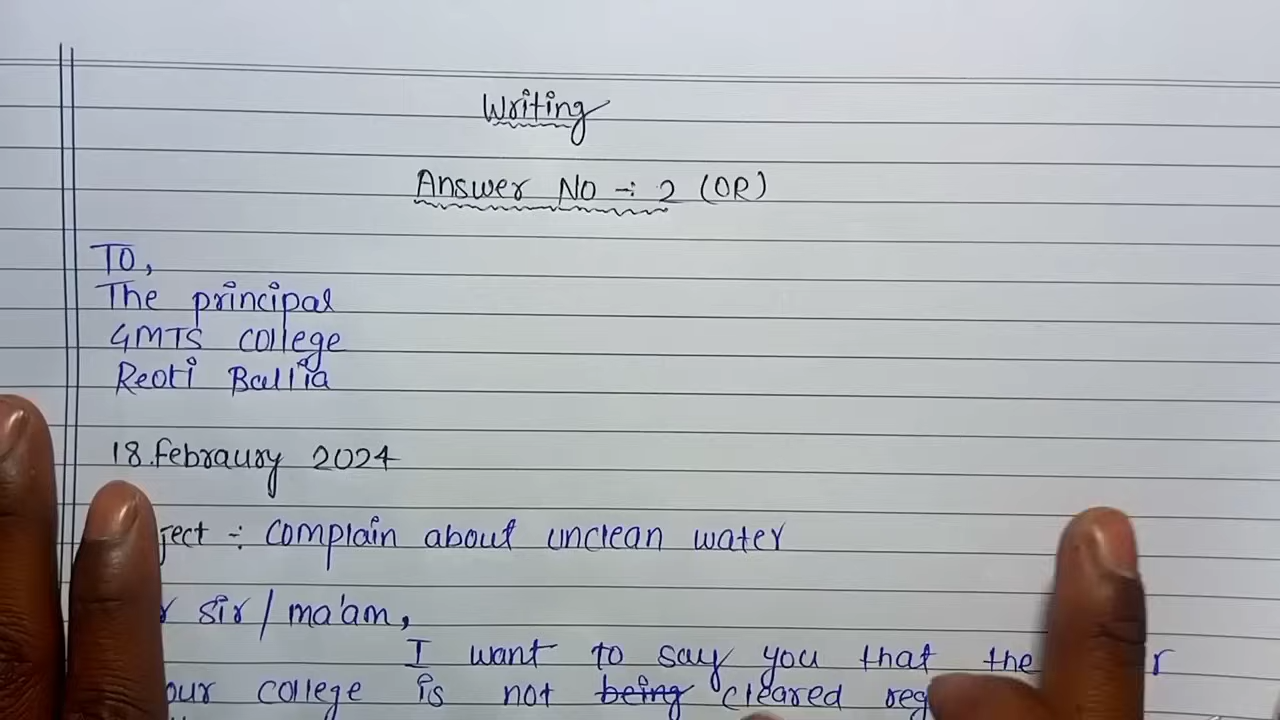 Writing
Answer NO -: 2 (OR)
TO,
The principal
GMTS college
Reoti Ballia
18.Febraury 2024
ject -: Complain about unclean water
r sir / ma'am,
I want to say you that the r
our college is not being cleared reg